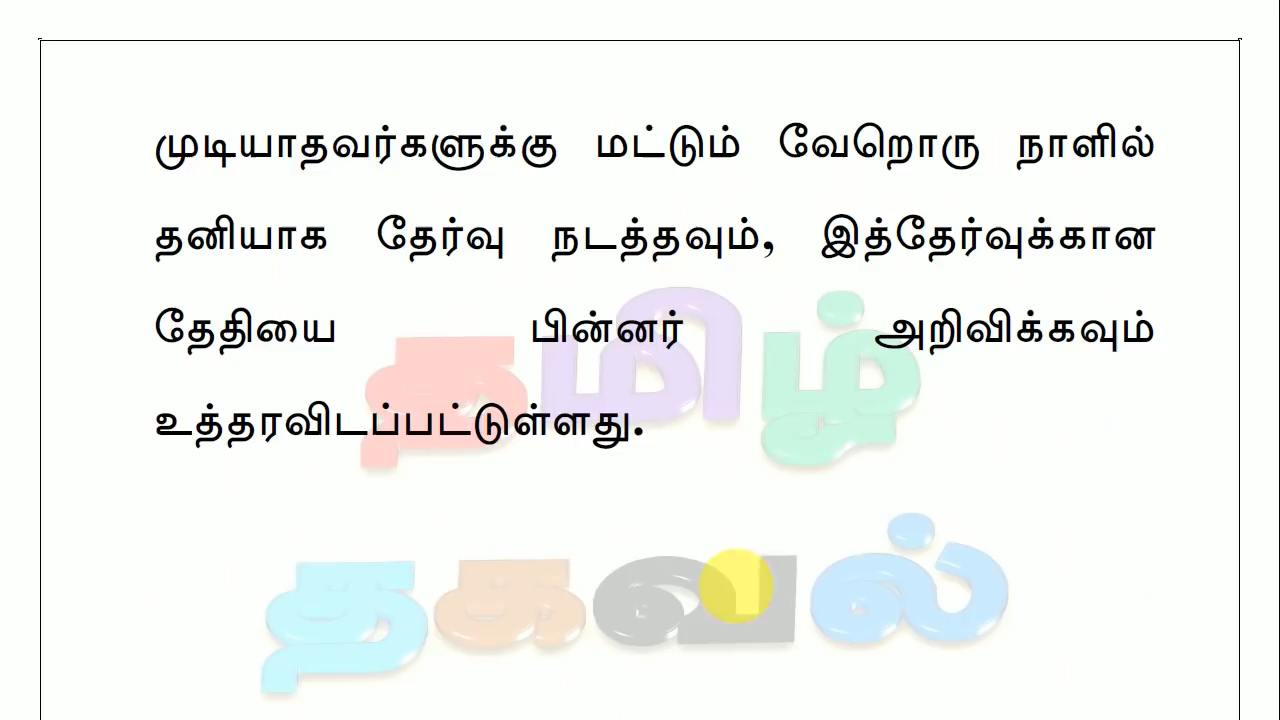 முடியாதவர்களுக்கு மட்டும் வேறொரு நாளில்
தனியாக தேர்வு நடத்தவும், இத்தேர்வுக்கான
தேதியை பின்னர் அறிவிக்கவும்
உத்தரவிடப்பட்டுள்ளது.
தமிழ்
தகவல்